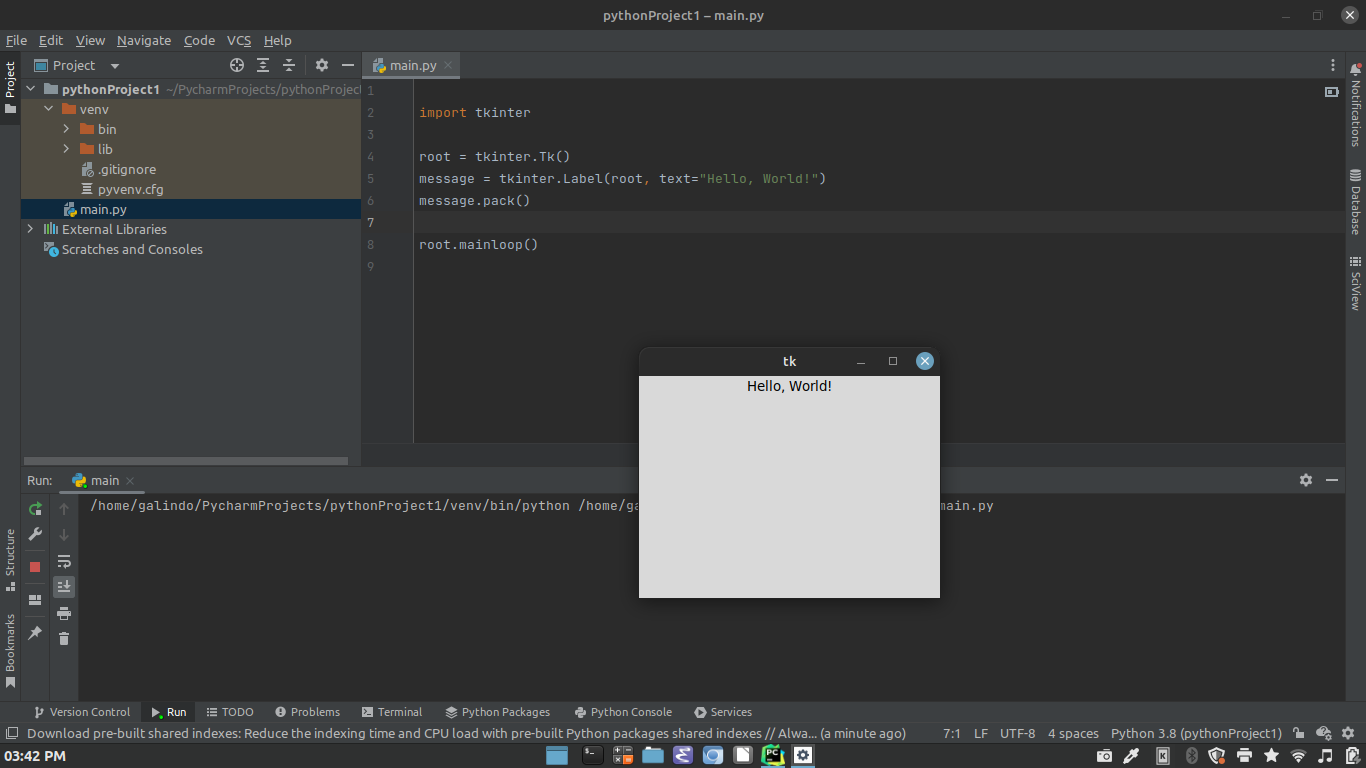 pythonProject1 – main.py
File Edit View Navigate Code VCS Help
Project
Project
main.py
pythonProject1 ~/PycharmProjects/pythonProject
venv
bin
lib
.gitignore
pyvenv.cfg
main.py
External Libraries
Scratches and Consoles
1
2 import tkinter
3
4 root = tkinter.Tk()
5 message = tkinter.Label(root, text="Hello, World!")
6 message.pack()
7
8 root.mainloop()
9
Notifications
Database
SciView
tk
Hello, World!
Run: main
/home/galindo/PycharmProjects/pythonProject1/venv/bin/python /home/ga main.py
Structure
Bookmarks
Version Control Run TODO Problems Terminal Python Packages Python Console Services
Download pre-built shared indexes: Reduce the indexing time and CPU load with pre-built Python packages shared indexes // Alwa... (a minute ago) 7:1 LF UTF-8 4 spaces Python 3.8 (pythonProject1)
03:42 PM